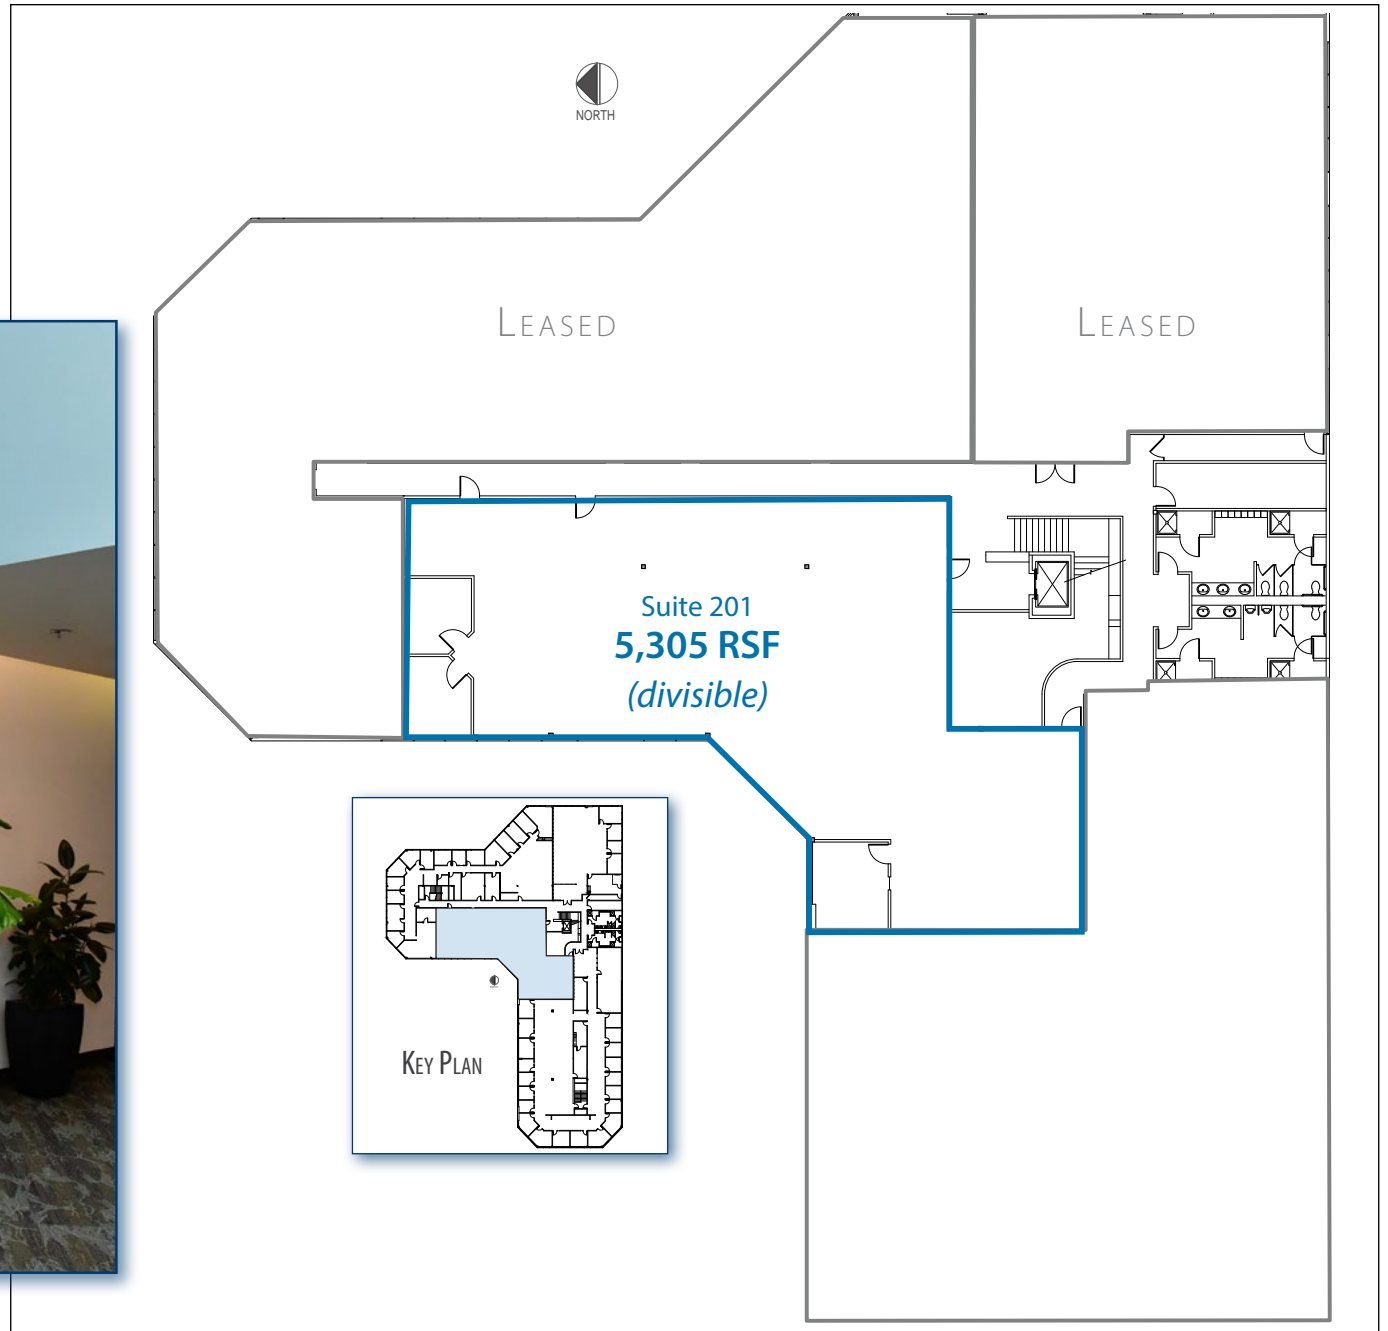 NORTH
LEASED
LEASED
Suite 201
5,305 RSF
(divisible)
KEY PLAN